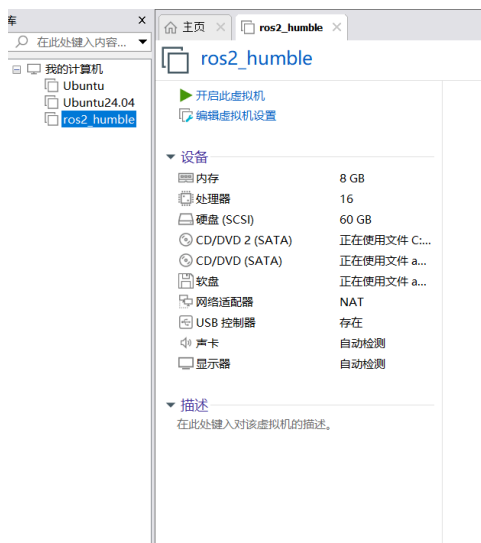 库
在此处键入内容...
我的计算机
Ubuntu
Ubuntu24.04
ros2_humble
主页
ros2_humble
ros2_humble
开启此虚拟机
编辑虚拟机设置
设备
内存 8 GB
处理器 16
硬盘 (SCSI) 60 GB
CD/DVD 2 (SATA) 正在使用文件 C:...
CD/DVD (SATA) 正在使用文件 a...
软盘 正在使用文件 a...
网络适配器 NAT
USB 控制器 存在
声卡 自动检测
显示器 自动检测
描述
在此处键入对该虚拟机的描述。